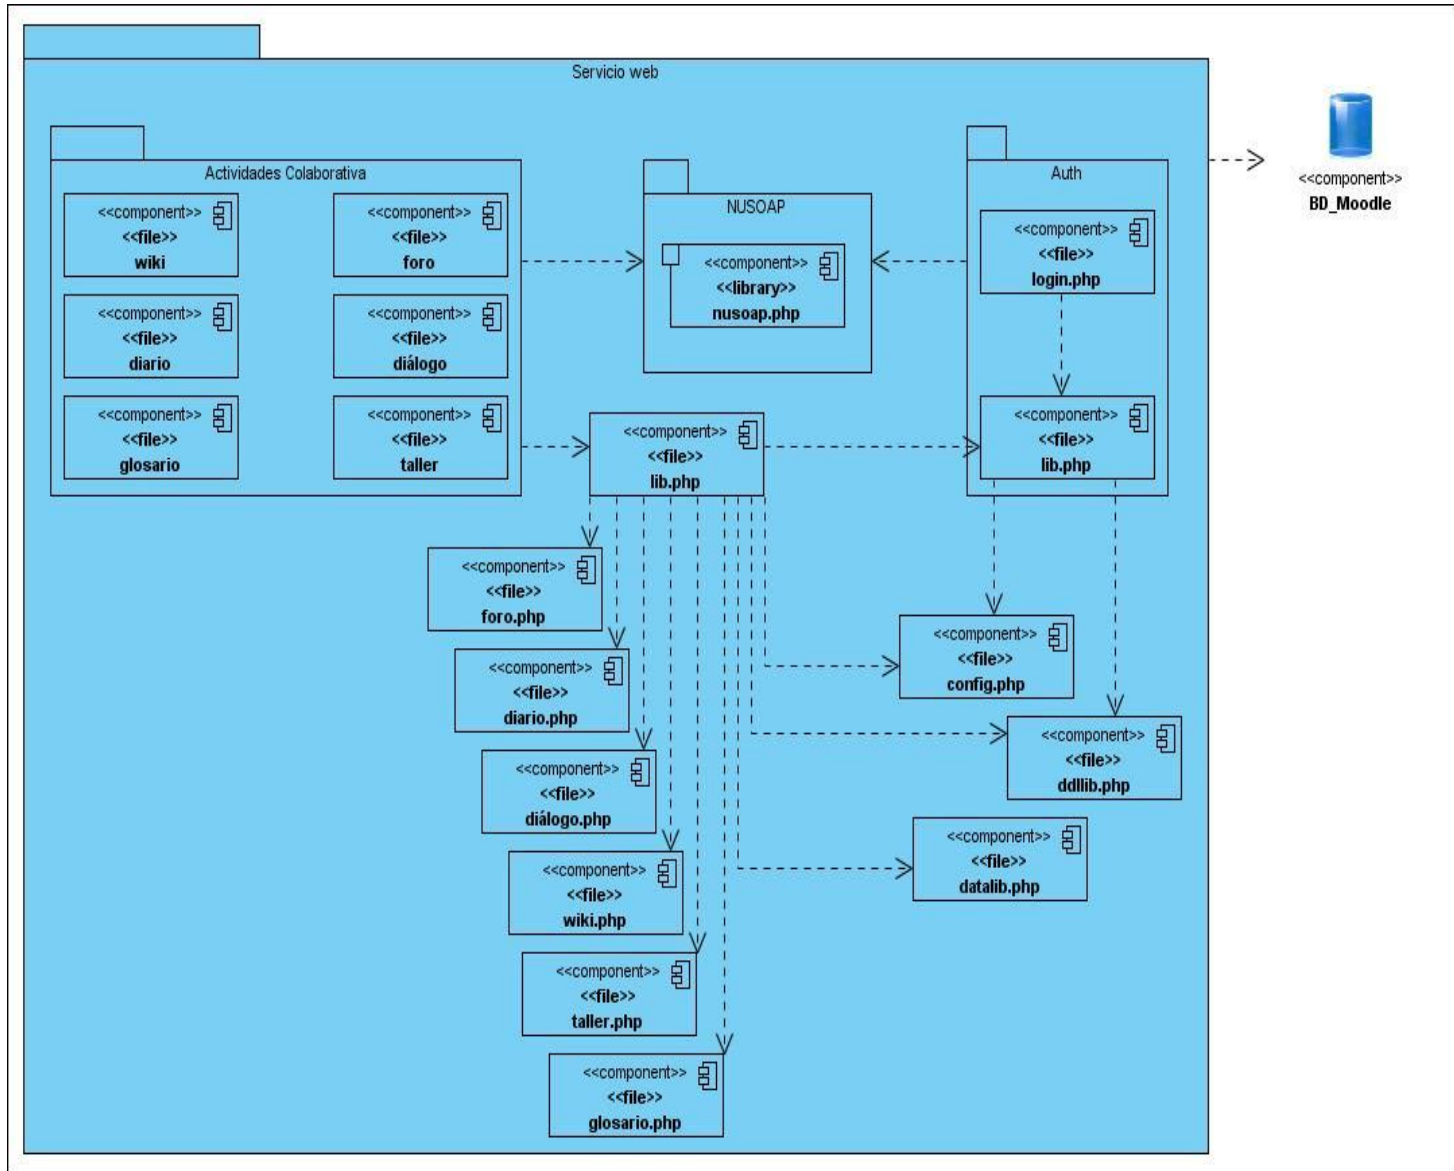 Servicio web
<<component>>
BD_Moodle
Actividades Colaborativa
<<component>>
<<file>>
wiki
<<component>>
<<file>>
foro
<<component>>
<<file>>
diario
<<component>>
<<file>>
diálogo
<<component>>
<<file>>
glosario
<<component>>
<<file>>
taller
NUSOAP
<<component>>
<<library>>
nusoap.php
Auth
<<component>>
<<file>>
login.php
<<component>>
<<file>>
lib.php
<<component>>
<<file>>
lib.php
<<component>>
<<file>>
foro.php
<<component>>
<<file>>
diario.php
<<component>>
<<file>>
diálogo.php
<<component>>
<<file>>
wiki.php
<<component>>
<<file>>
taller.php
<<component>>
<<file>>
glosario.php
<<component>>
<<file>>
config.php
<<component>>
<<file>>
ddllib.php
<<component>>
<<file>>
datalib.php